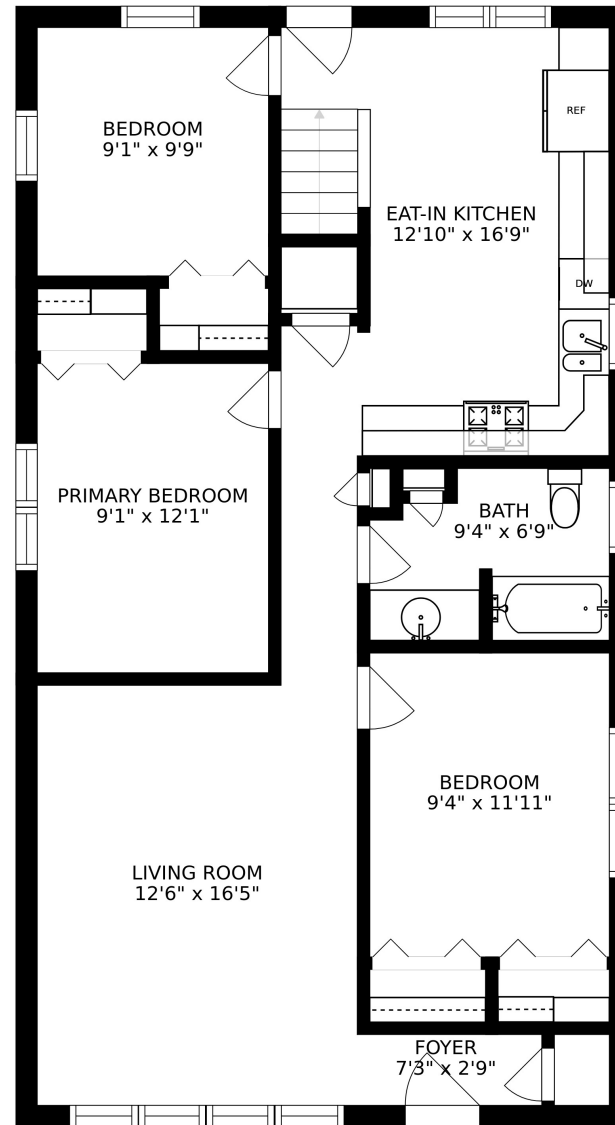 BEDROOM
9'1" x 9'9"
REF
EAT-IN KITCHEN
12'10" x 16'9"
DW
PRIMARY BEDROOM
9'1" x 12'1"
BATH
9'4" x 6'9"
BEDROOM
9'4" x 11'11"
LIVING ROOM
12'6" x 16'5"
FOYER
7'3" x 2'9"